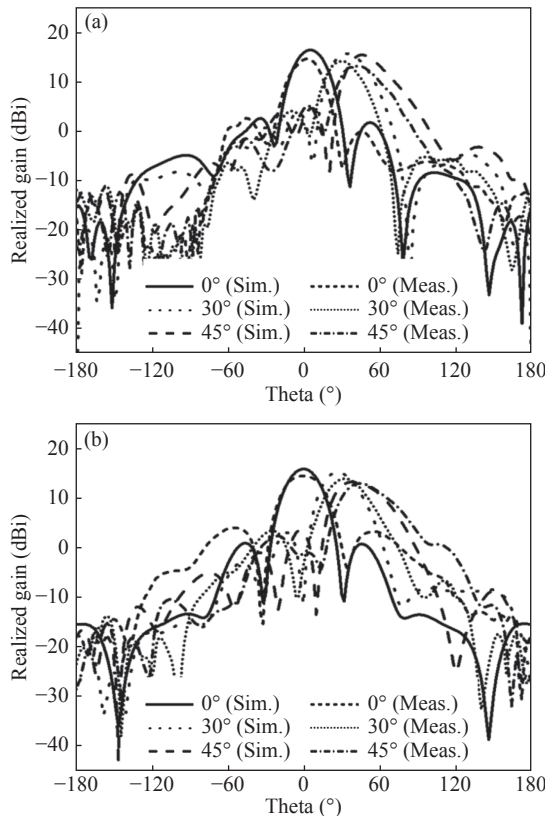 (a)
20
10
0
−10
−20
−30
−40
Realized gain (dBi)
0° (Sim.) 0° (Meas.)
30° (Sim.) 30° (Meas.)
45° (Sim.) 45° (Meas.)
−180 −120 −60 0 60 120 180
Theta (°)
(b)
20
10
0
−10
−20
−30
−40
Realized gain (dBi)
0° (Sim.) 0° (Meas.)
30° (Sim.) 30° (Meas.)
45° (Sim.) 45° (Meas.)
−180 −120 −60 0 60 120 180
Theta (°)